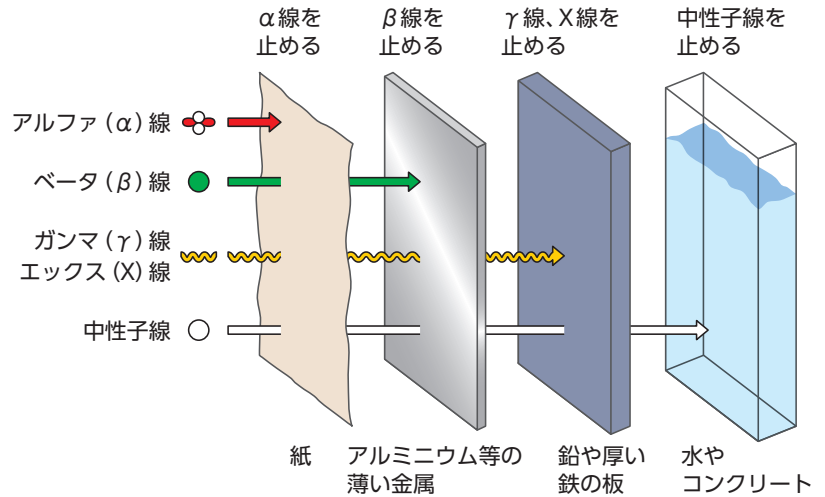 α線を
止める
β線を
止める
γ線、X線を
止める
中性子線を
止める
アルファ(α)線
ベータ(β)線
ガンマ(γ)線
エックス(X)線
中性子線
紙
アルミニウム等の
薄い金属
鉛や厚い
鉄の板
水や
コンクリート